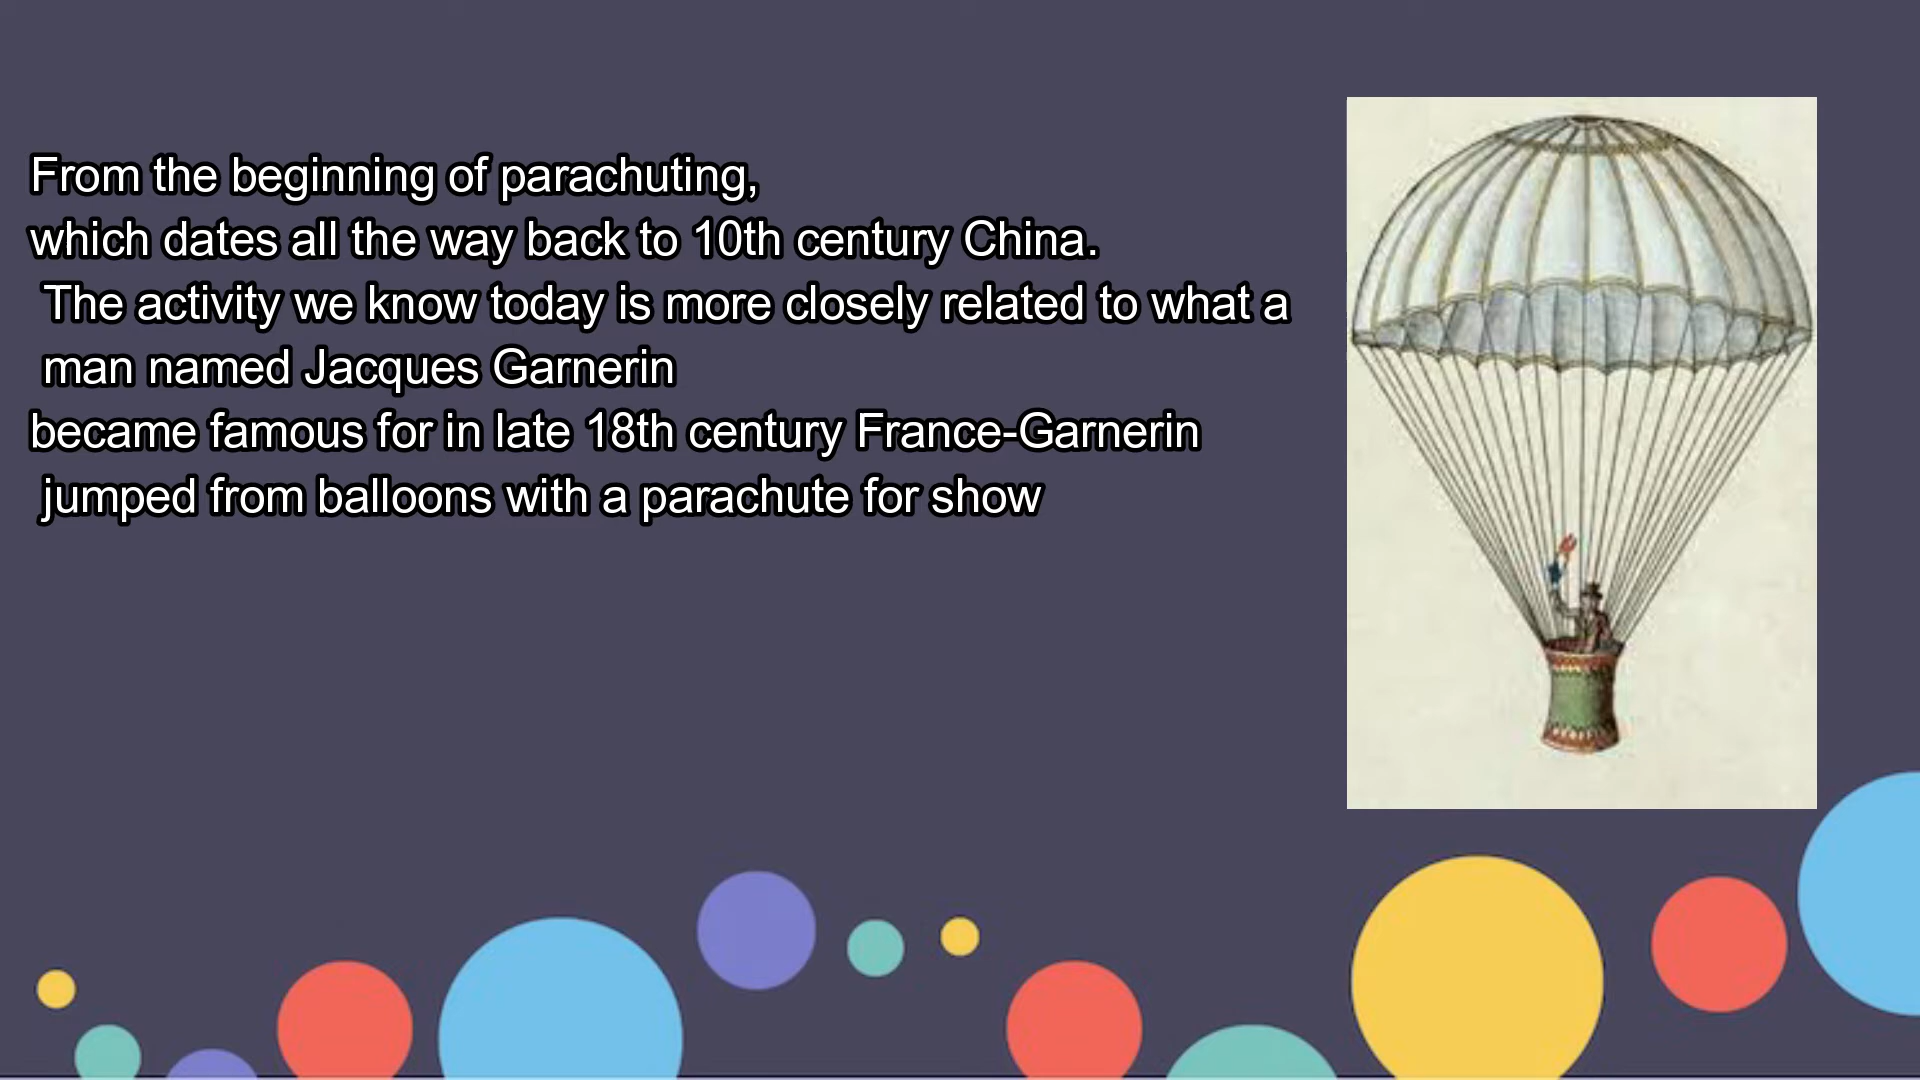 From the beginning of parachuting,
which dates all the way back to 10th century China.
The activity we know today is more closely related to what a
man named Jacques Garnerin
became famous for in late 18th century France-Garnerin
jumped from balloons with a parachute for show